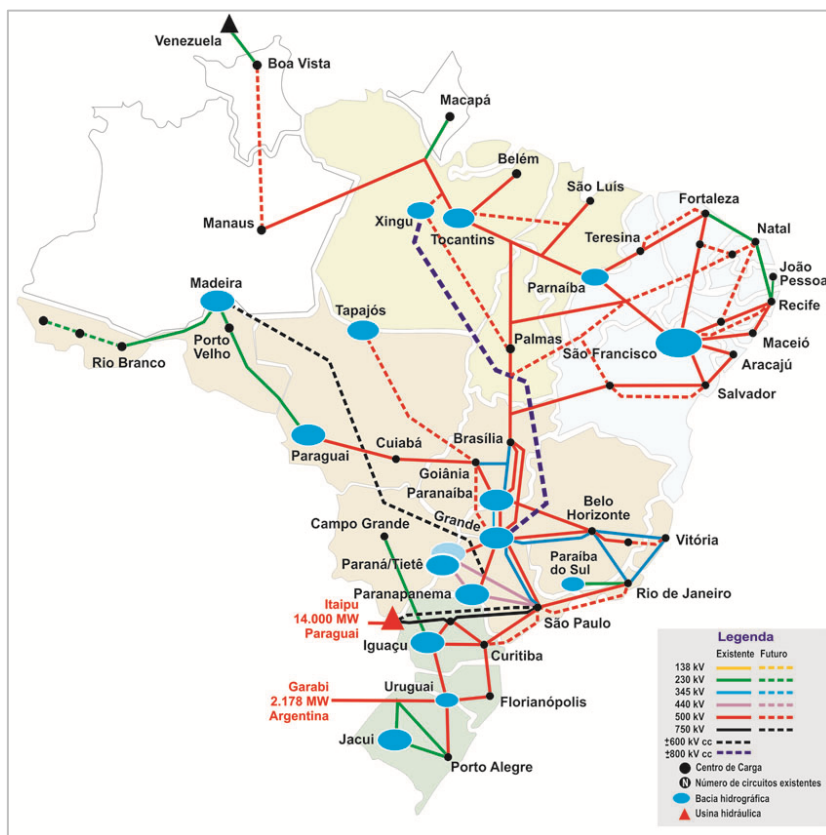 Venezuela
Boa Vista
Macapá
Belém
São Luís
Fortaleza
Manaus
Xingu
Tocantins
Teresina
Natal
João
Pessoa
Madeira
Parnaíba
Recife
Tapajós
Rio Branco
Porto
Velho
Palmas
São Francisco
Maceió
Aracajú
Salvador
Paraguai
Cuiabá
Brasília
Goiânia
Paranaíba
Campo Grande
Grande
Belo
Horizonte
Vitória
Paraná/Tietê
Paraíba
do Sul
Paranapanema
Rio de Janeiro
Itaipu
14.000 MW
Paraguai
São Paulo
Iguaçu
Curitiba
Garabi
2.178 MW
Argentina
Uruguai
Florianópolis
Jacui
Porto Alegre
Legenda
Existente Futuro
138 kV
230 kV
345 kV
440 kV
500 kV
750 kV
±600 kV cc
±800 kV cc
Centro de Carga
N Número de circuitos existentes
Bacia hidrográfica
Usina hidráulica